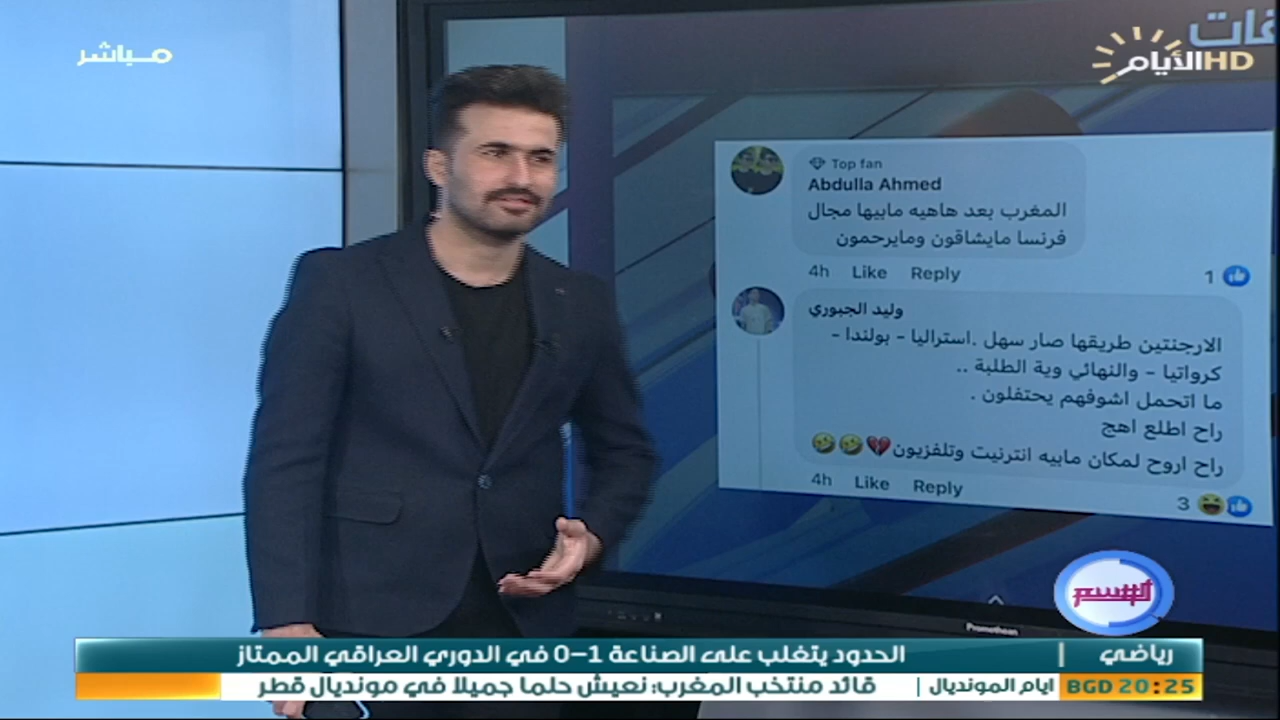 مباشر
فات
الأيام HD
Top fan
Abdulla Ahmed
المغرب بعد هاهيه مابيها مجال
فرنسا مايشاقون ومايرحمون
4h Like Reply
1
وليد الجبوري
الارجنتين طريقها صار سهل .استراليا - بولندا -
كرواتيا - والنهائي وية الطلبة ..
ما اتحمل اشوفهم يحتفلون .
راح اطلع اهج
راح اروح لمكان مابيه انترنيت وتلفزيون💔🤣🤣
4h Like Reply
3
Promethean
رياضي | الحدود يتغلب على الصناعة 1-0 في الدوري العراقي الممتاز
BGD 20:25 ايام المونديال | قائد منتخب المغرب: نعيش حلما جميلا في مونديال قطر